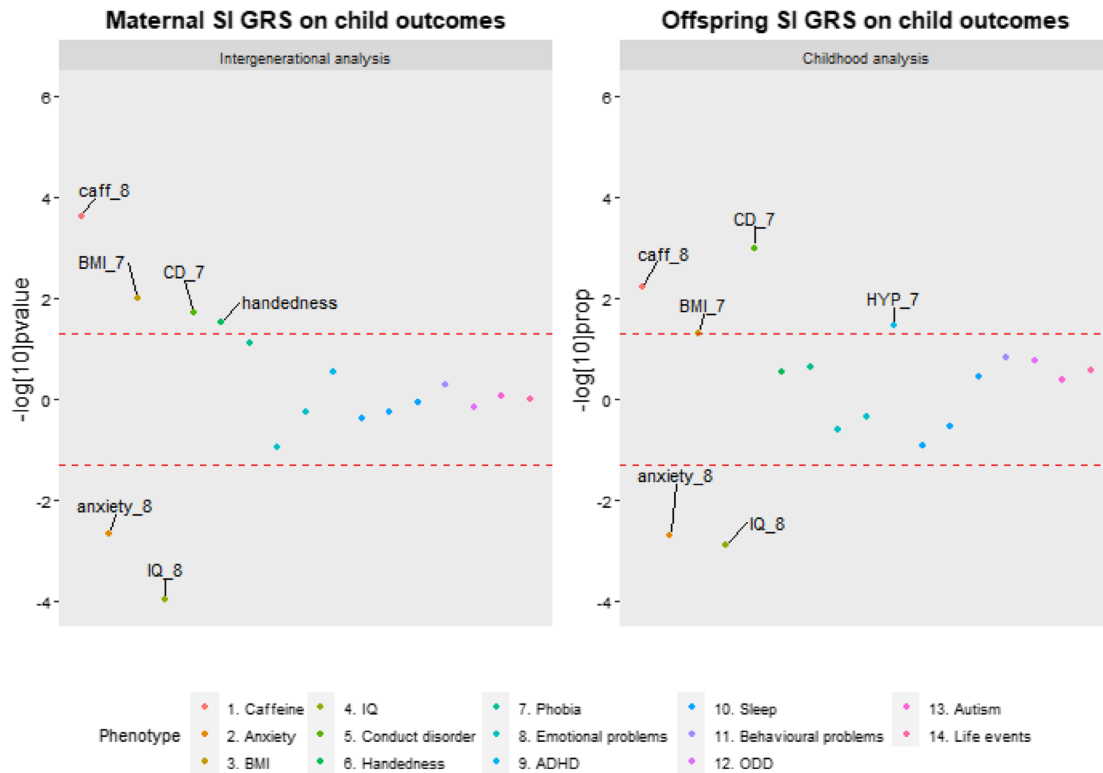 Maternal SI GRS on child outcomes
Intergenerational analysis
-log[10]pvalue
6
4
2
0
-2
-4
caff_8
BMI_7
CD_7
handedness
anxiety_8
IQ_8
Offspring SI GRS on child outcomes
Childhood analysis
-log[10]prop
6
4
2
0
-2
-4
CD_7
caff_8
BMI_7
HYP_7
anxiety_8
IQ_8
Phenotype
1. Caffeine
2. Anxiety
3. BMI
4. IQ
5. Conduct disorder
6. Handedness
7. Phobia
8. Emotional problems
9. ADHD
10. Sleep
11. Behavioural problems
12. ODD
13. Autism
14. Life events